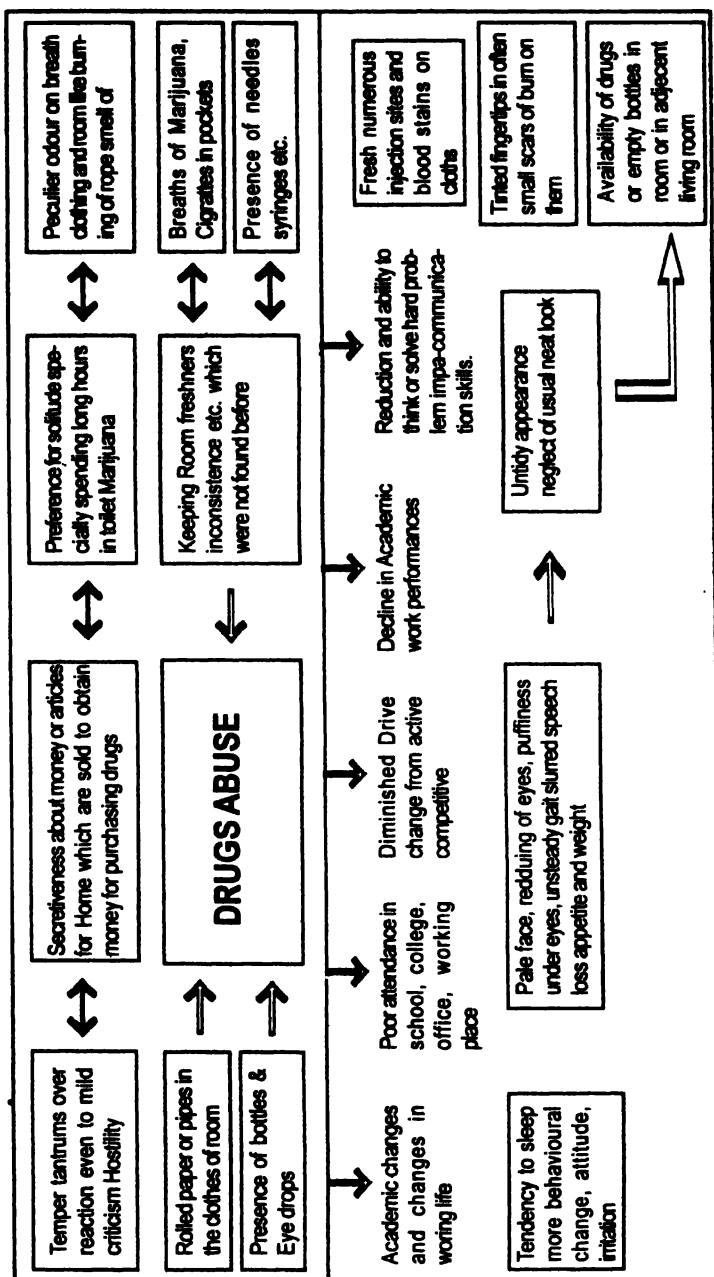 Temper tantrums over
reaction even to mild
criticism Hostility
Secretiveness about money or articles
for Home which are sold to obtain
money for purchasing drugs
Preference for solitude spe-
cially spending long hours
in toilet Marijuana
Peculier odour on breath
clothing and room like burn-
ing of rope smell of
Rolled paper or pipes in
the clothes of room
Presence of bottles &
Eye drops
DRUGS ABUSE
Keeping Room freshners
inconsistence etc. which
were not found before
Breaths of Marijuana,
Cigrattes in pockets
Presence of needles
syringes etc.
Academic changes
and changes in
woring life
Poor attendance in
school, college,
office, working
place
Diminished Drive
change from active
competitive
Decline in Academic
work performances
Reduction and ability to
think or solve hard prob-
lem impa-communica-
tion skills.
Fresh numerous
injection sites and
blood stains on
cloths
Tendency to sleep
more behavioural
change, attitude,
irritation
Pale face, redduing of eyes, puffiness
under eyes, unsteady gait slurred speech
loss appetite and weight
Untidy appearance
neglect of usual neat look
Tinted fingertips in often
small scars of burn on
them
Availability of drugs
or empty bottles in
room or in adjecent
living room